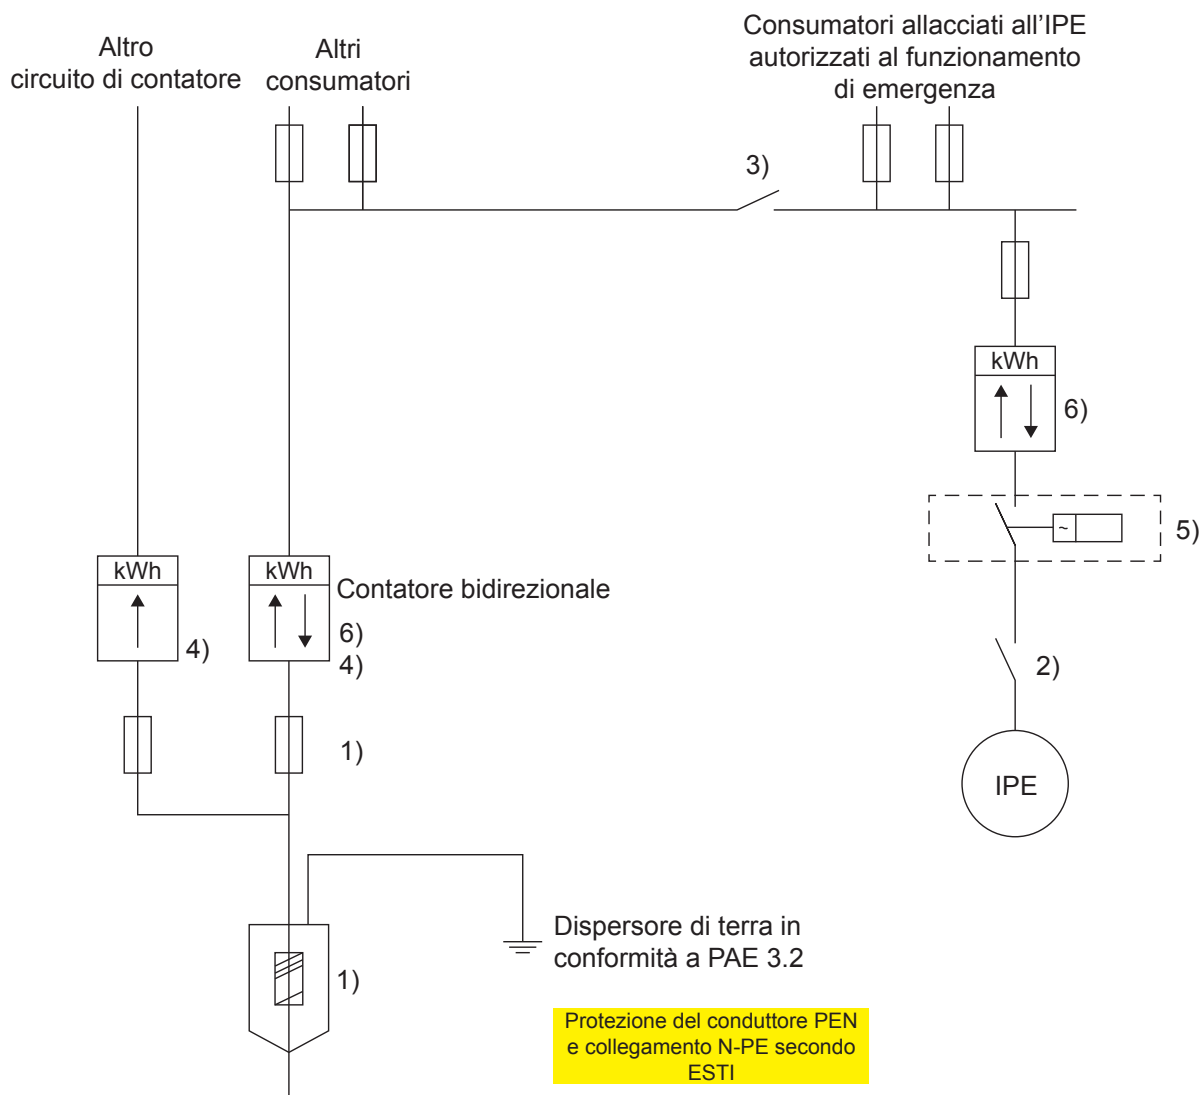 Altro
circuito di contatore
Altri
consumatori
Consumatori allacciati all'IPE
autorizzati al funzionamento
di emergenza
3)
kWh
6)
~
5)
kWh
4)
kWh
Contatore bidirezionale
6)
4)
2)
1)
IPE
Dispersore di terra in
conformità a PAE 3.2
1)
Protezione del conduttore PEN
e collegamento N-PE secondo
ESTI